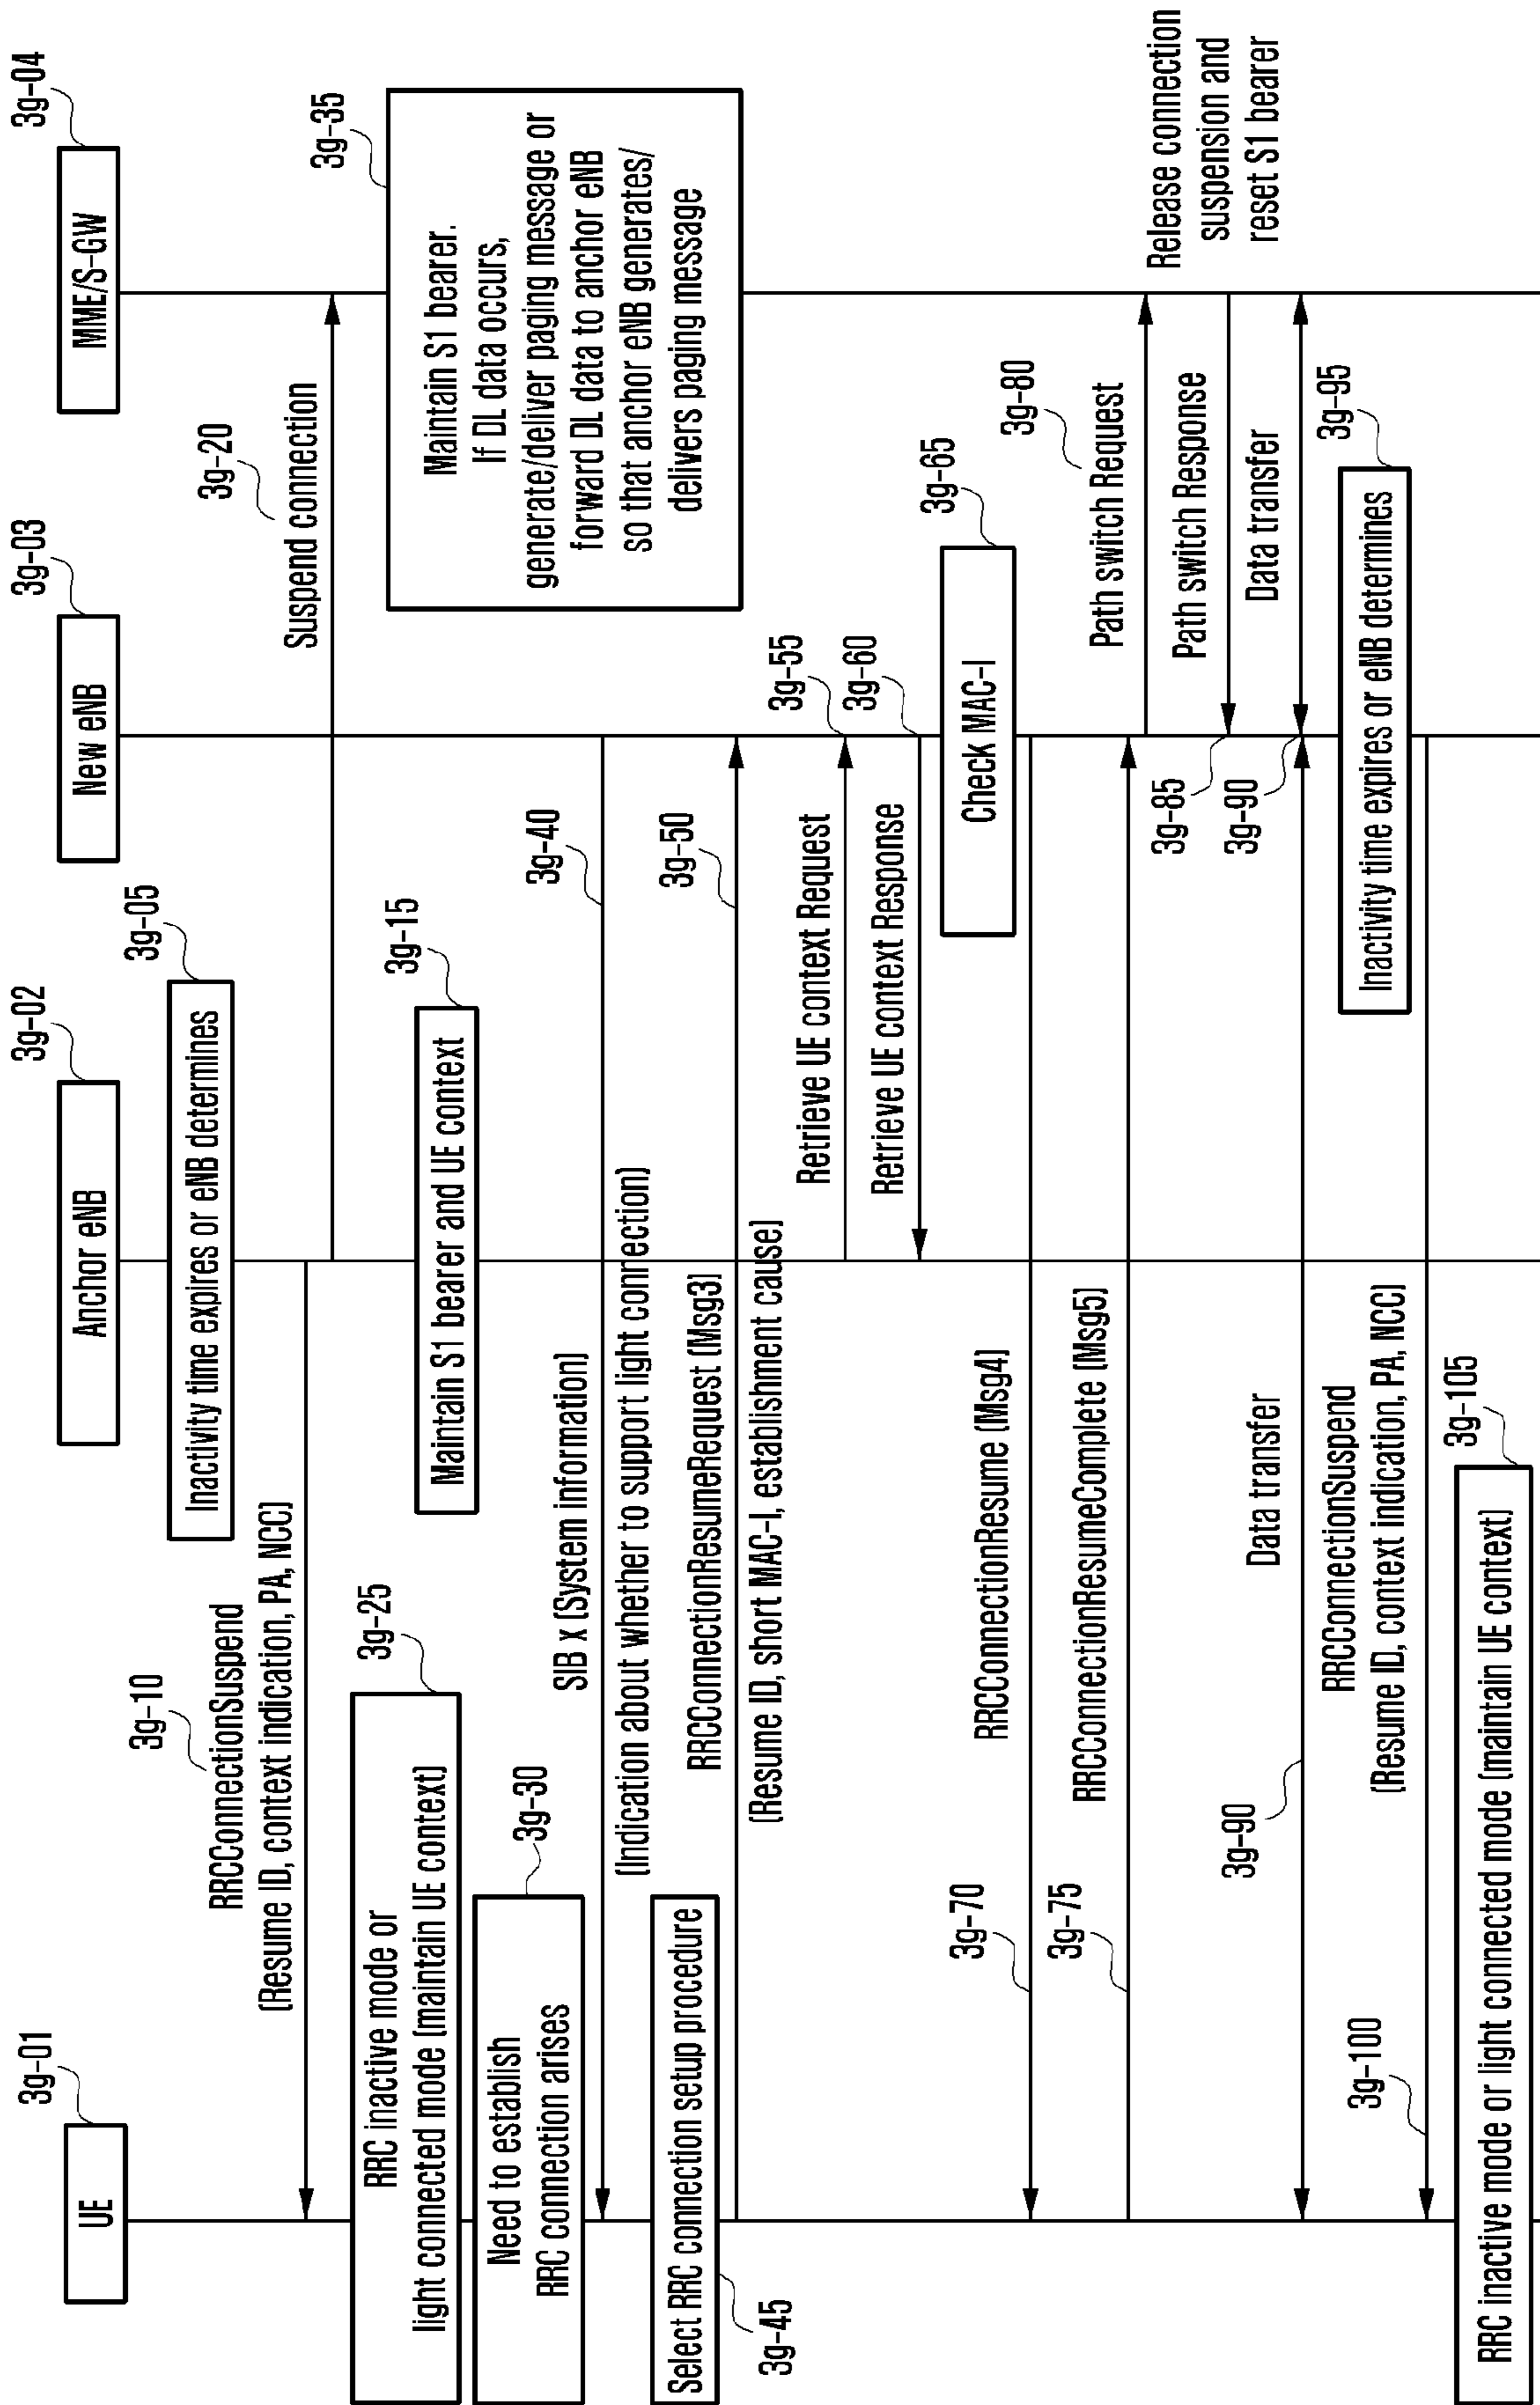 3g-01
UE
3g-02
Anchor eNB
3g-03
New eNB
3g-04
MME/S-GW
3g-05
Inactivity time expires or eNB determines
3g-10
RRCConnectionSuspend
(Resume ID, context indication, PA, NCC)
3g-20
Suspend connection
3g-25
RRC inactive mode or
light connected mode (maintain UE context)
3g-15
Maintain S1 bearer and UE context
3g-35
Maintain S1 bearer.
If DL data occurs,
generate/deliver paging message or
forward DL data to anchor eNB
so that anchor eNB generates/
delivers paging message
3g-30
Need to establish
RRC connection arises
3g-40
SIB x (System information)
(Indication about whether to support light connection)
3g-45
Select RRC connection setup procedure
3g-50
RRCConnectionResumeRequest (Msg3)
(Resume ID, short MAC-I, establishment cause)
3g-55
Retrieve UE context Request
3g-60
Retrieve UE context Response
3g-65
Check MAC-I
3g-70
RRCConnectionResume (Msg4)
3g-75
RRCConnectionResumeComplete (Msg5)
3g-80
Path switch Request
Release connection
suspension and
reset S1 bearer
3g-85
Path switch Response
3g-90
Data transfer
3g-90
Data transfer
3g-95
Inactivity time expires or eNB determines
3g-100
RRCConnectionSuspend
(Resume ID, context indication, PA, NCC)
3g-105
RRC inactive mode or light connected mode (maintain UE context)